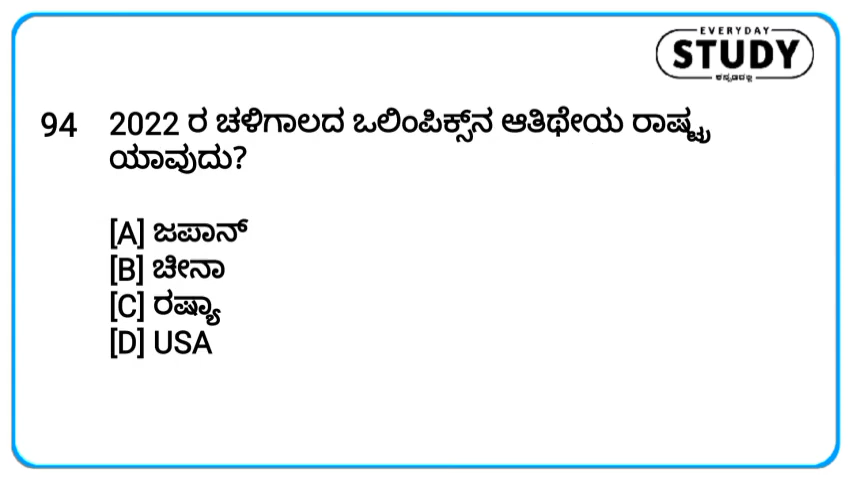 EVERYDAY
STUDY
ಕನ್ನಡದಲ್ಲಿ
94 2022 ರ ಚಳಿಗಾಲದ ಒಲಿಂಪಿಕ್ಸ್‌ನ ಆತಿಥೇಯ ರಾಷ್ಟ್ರ
ಯಾವುದು?
[A] ಜಪಾನ್
[B] ಚೀನಾ
[C] ರಷ್ಯಾ
[D] USA